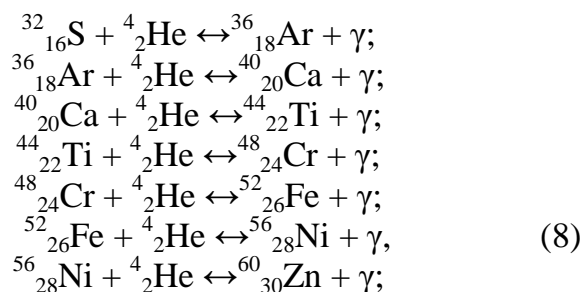 ³²₁₆S + ⁴₂He ↔ ³⁶₁₈Ar + γ;
³⁶₁₈Ar + ⁴₂He ↔ ⁴⁰₂₀Ca + γ;
⁴⁰₂₀Ca + ⁴₂He ↔ ⁴⁴₂₂Ti + γ;
⁴⁴₂₂Ti + ⁴₂He ↔ ⁴⁸₂₄Cr + γ;
⁴⁸₂₄Cr + ⁴₂He ↔ ⁵²₂₆Fe + γ;
⁵²₂₆Fe + ⁴₂He ↔ ⁵⁶₂₈Ni + γ, (8)
⁵⁶₂₈Ni + ⁴₂He ↔ ⁶⁰₃₀Zn + γ;